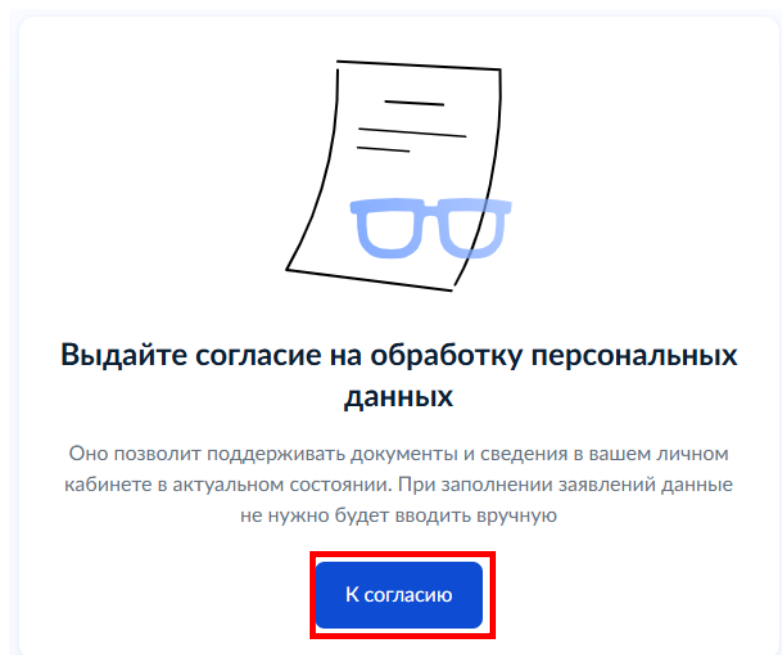 Выдайте согласие на обработку персональных
данных
Оно позволит поддерживать документы и сведения в вашем личном
кабинете в актуальном состоянии. При заполнении заявлений данные
не нужно будет вводить вручную
К согласию